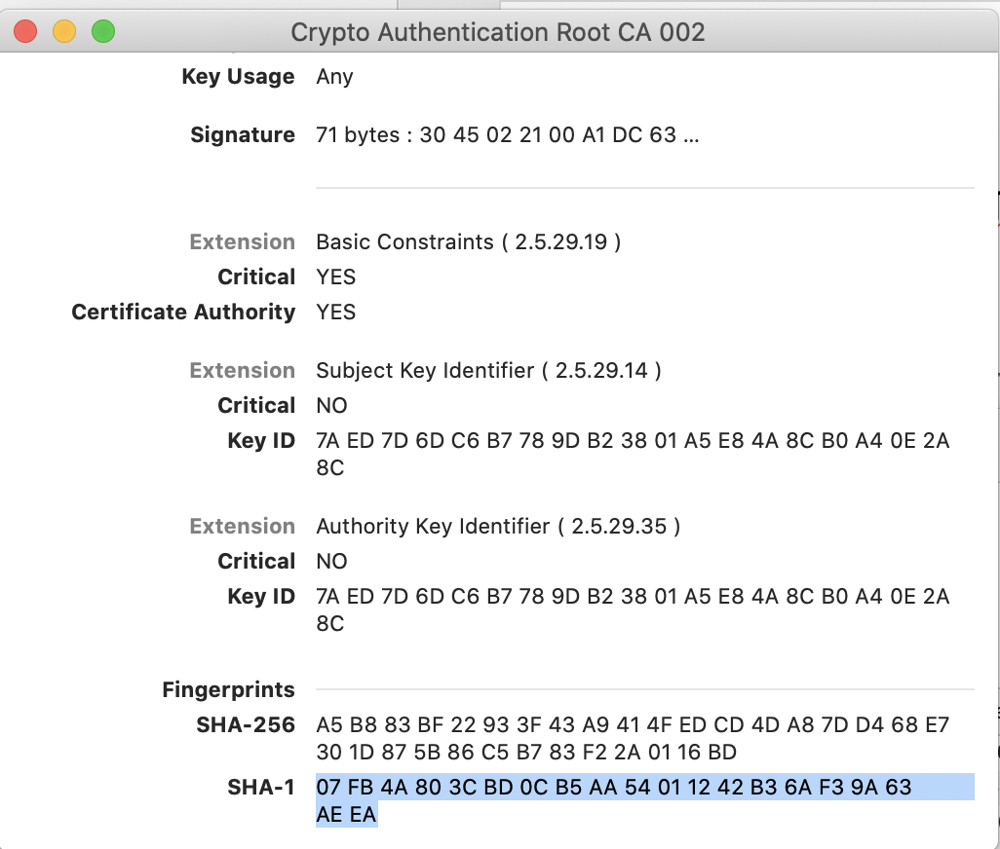 Crypto Authentication Root CA 002
Key Usage Any
Signature 71 bytes : 30 45 02 21 00 A1 DC 63 ...
Extension Basic Constraints ( 2.5.29.19 )
Critical YES
Certificate Authority YES
Extension Subject Key Identifier ( 2.5.29.14 )
Critical NO
Key ID 7A ED 7D 6D C6 B7 78 9D B2 38 01 A5 E8 4A 8C B0 A4 0E 2A
8C
Extension Authority Key Identifier ( 2.5.29.35 )
Critical NO
Key ID 7A ED 7D 6D C6 B7 78 9D B2 38 01 A5 E8 4A 8C B0 A4 0E 2A
8C
Fingerprints
SHA-256 A5 B8 83 BF 22 93 3F 43 A9 41 4F ED CD 4D A8 7D D4 68 E7
30 1D 87 5B 86 C5 B7 83 F2 2A 01 16 BD
SHA-1 07 FB 4A 80 3C BD 0C B5 AA 54 01 12 42 B3 6A F3 9A 63
AE EA